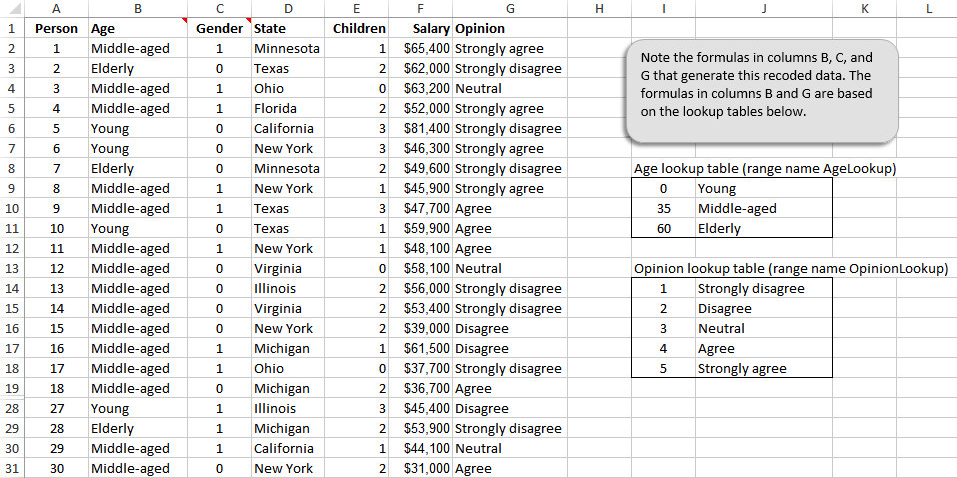 A B C D E F G H I J K L
1 Person Age Gender State Children Salary Opinion
2 1 Middle-aged 1 Minnesota 1 $65,400 Strongly agree
3 2 Elderly 0 Texas 2 $62,000 Strongly disagree
4 3 Middle-aged 1 Ohio 0 $63,200 Neutral
5 4 Middle-aged 1 Florida 2 $52,000 Strongly agree
6 5 Young 0 California 3 $81,400 Strongly disagree
7 6 Young 0 New York 3 $46,300 Strongly agree
8 7 Elderly 0 Minnesota 2 $49,600 Strongly disagree
9 8 Middle-aged 1 New York 1 $45,900 Strongly agree
10 9 Middle-aged 1 Texas 3 $47,700 Agree
11 10 Young 0 Texas 1 $59,900 Agree
12 11 Middle-aged 1 New York 1 $48,100 Agree
13 12 Middle-aged 0 Virginia 0 $58,100 Neutral
14 13 Middle-aged 0 Illinois 2 $56,000 Strongly disagree
15 14 Middle-aged 0 Virginia 2 $53,400 Strongly disagree
16 15 Middle-aged 0 New York 2 $39,000 Disagree
17 16 Middle-aged 1 Michigan 1 $61,500 Disagree
18 17 Middle-aged 1 Ohio 0 $37,700 Strongly disagree
19 18 Middle-aged 0 Michigan 2 $36,700 Agree
28 27 Young 1 Illinois 3 $45,400 Disagree
29 28 Elderly 1 Michigan 2 $53,900 Strongly disagree
30 29 Middle-aged 1 California 1 $44,100 Neutral
31 30 Middle-aged 0 New York 2 $31,000 Agree
Note the formulas in columns B, C, and
G that generate this recoded data. The
formulas in columns B and G are based
on the lookup tables below.
Age lookup table (range name AgeLookup)
0 Young
35 Middle-aged
60 Elderly
Opinion lookup table (range name OpinionLookup)
1 Strongly disagree
2 Disagree
3 Neutral
4 Agree
5 Strongly agree